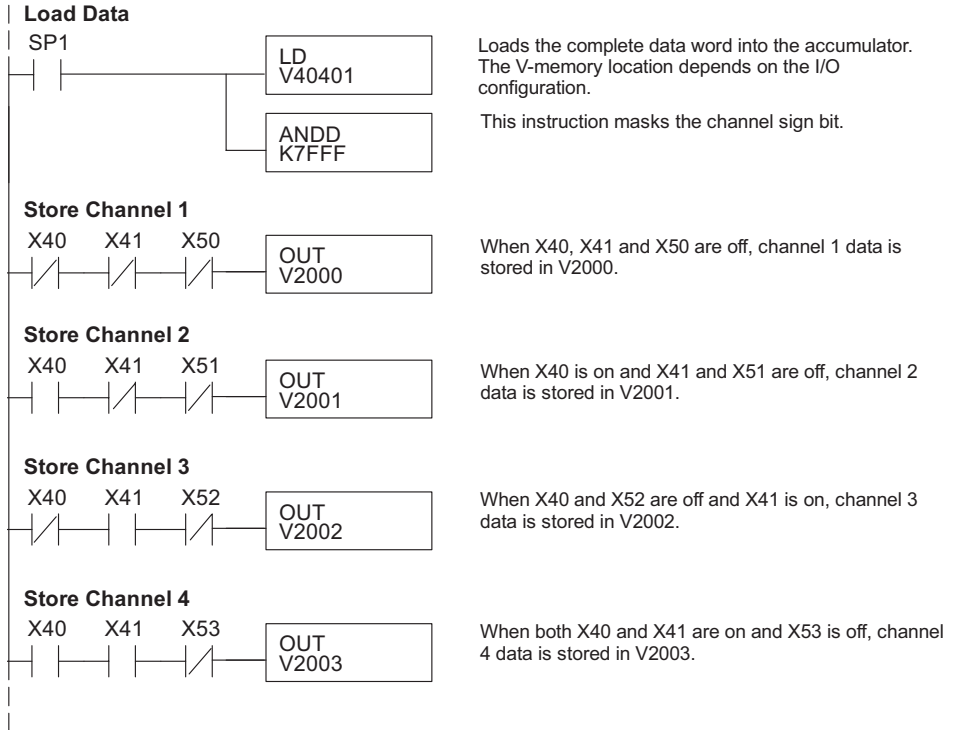 Load Data
SP1
LD
V40401
Loads the complete data word into the accumulator.
The V-memory location depends on the I/O
configuration.
ANDD
K7FFF
This instruction masks the channel sign bit.
Store Channel 1
X40 X41 X50
OUT
V2000
When X40, X41 and X50 are off, channel 1 data is
stored in V2000.
Store Channel 2
X40 X41 X51
OUT
V2001
When X40 is on and X41 and X51 are off, channel 2
data is stored in V2001.
Store Channel 3
X40 X41 X52
OUT
V2002
When X40 and X52 are off and X41 is on, channel 3
data is stored in V2002.
Store Channel 4
X40 X41 X53
OUT
V2003
When both X40 and X41 are on and X53 is off, channel
4 data is stored in V2003.